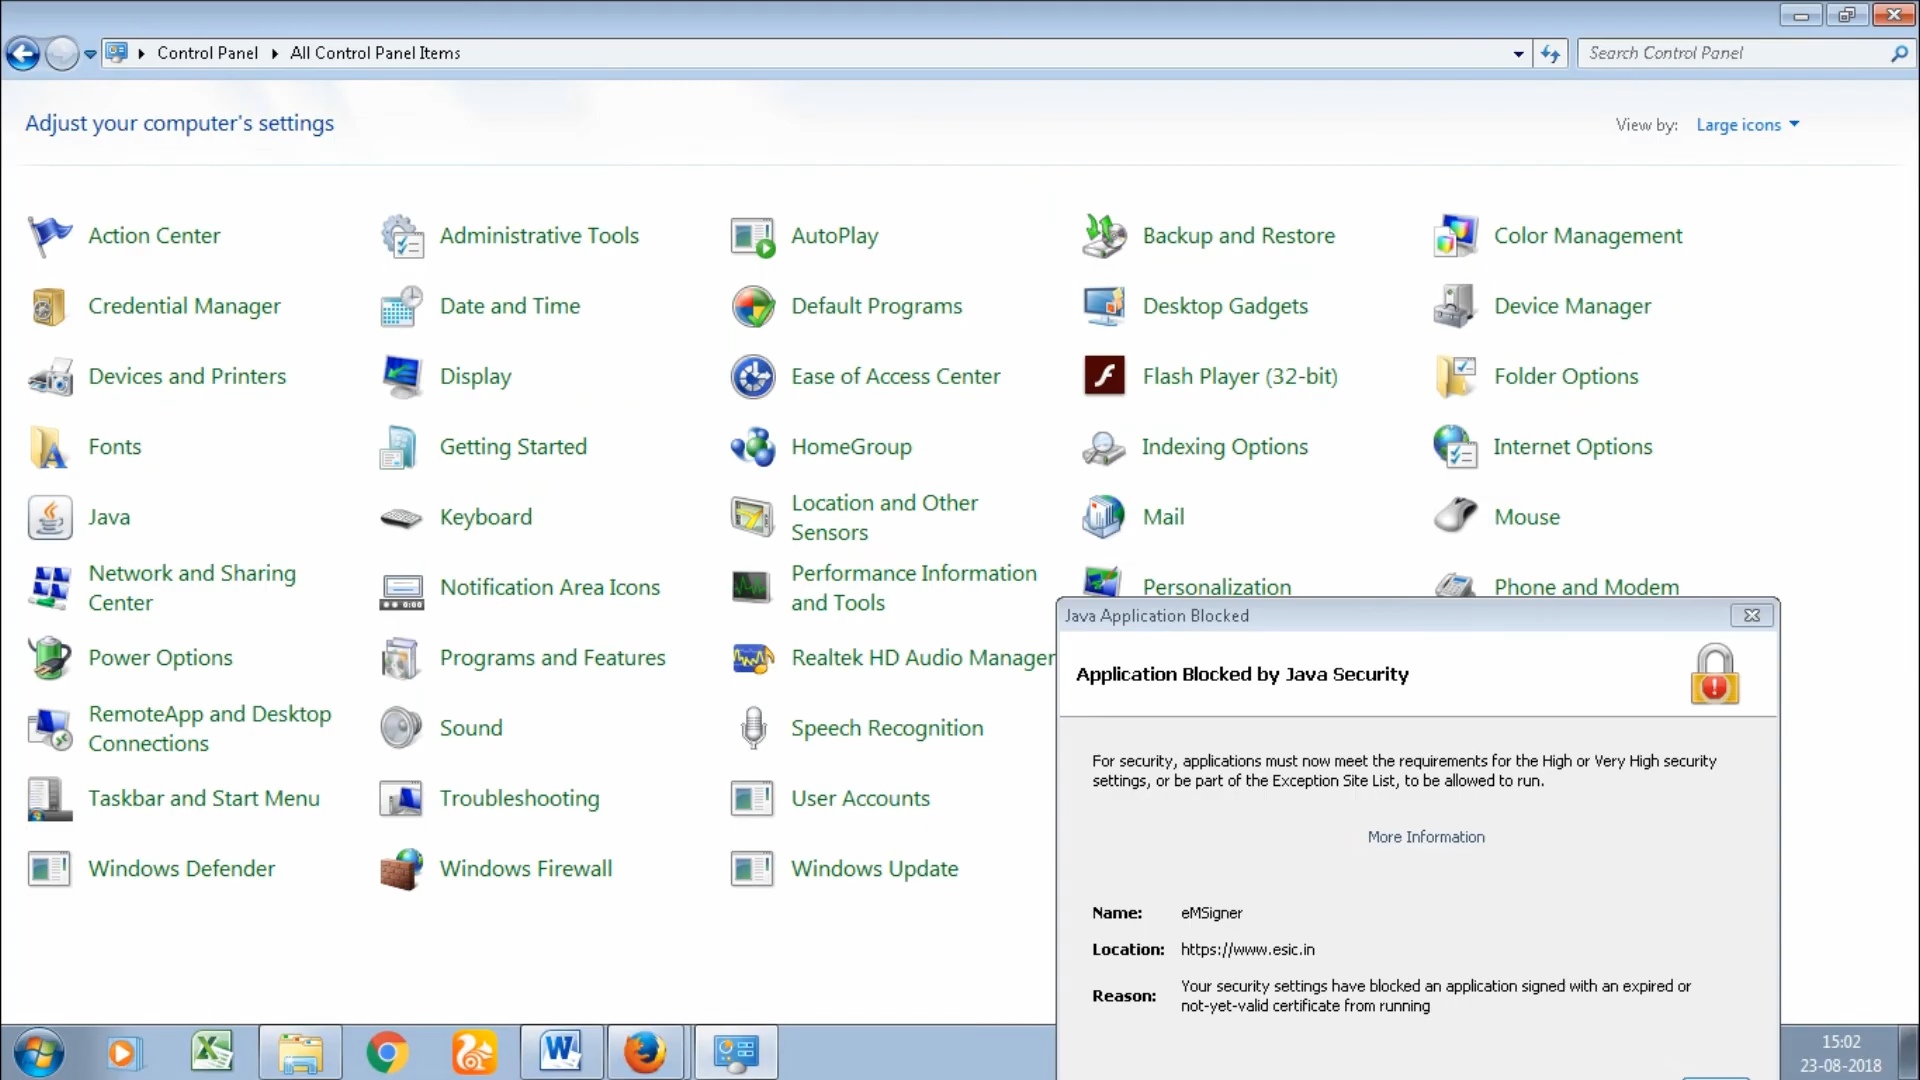 Control Panel
All Control Panel Items
Search Control Panel
Adjust your computer's settings
View by:
Large icons
Action Center
Administrative Tools
AutoPlay
Backup and Restore
Color Management
Credential Manager
Date and Time
Default Programs
Desktop Gadgets
Device Manager
Devices and Printers
Display
Ease of Access Center
Flash Player (32-bit)
Folder Options
Fonts
Getting Started
HomeGroup
Indexing Options
Internet Options
Java
Keyboard
Location and Other
Sensors
Mail
Mouse
Network and Sharing
Center
Notification Area Icons
Performance Information
and Tools
Personalization
Phone and Modem
Power Options
Programs and Features
Realtek HD Audio Manager
RemoteApp and Desktop
Connections
Sound
Speech Recognition
Taskbar and Start Menu
Troubleshooting
User Accounts
Windows Defender
Windows Firewall
Windows Update
Java Application Blocked
Application Blocked by Java Security
For security, applications must now meet the requirements for the High or Very High security
settings, or be part of the Exception Site List, to be allowed to run.
More Information
Name: eMSigner
Location: https://www.esic.in
Reason: Your security settings have blocked an application signed with an expired or
not-yet-valid certificate from running
15:02
23-08-2018